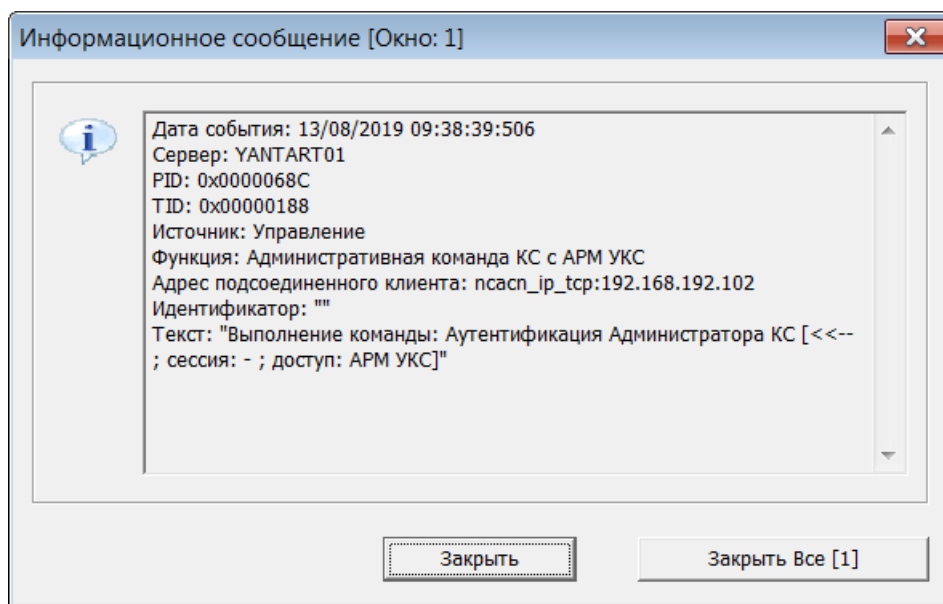 Информационное сообщение [Окно: 1]
Дата события: 13/08/2019 09:38:39:506
Сервер: YANTART01
PID: 0x0000068C
TID: 0x00000188
Источник: Управление
Функция: Административная команда КС с АРМ УКС
Адрес подсоединенного клиента: ncacn_ip_tcp:192.168.192.102
Идентификатор: ""
Текст: "Выполнение команды: Аутентификация Администратора КС [<<--
; сессия: - ; доступ: АРМ УКС]"
Закрыть
Закрыть Все [1]